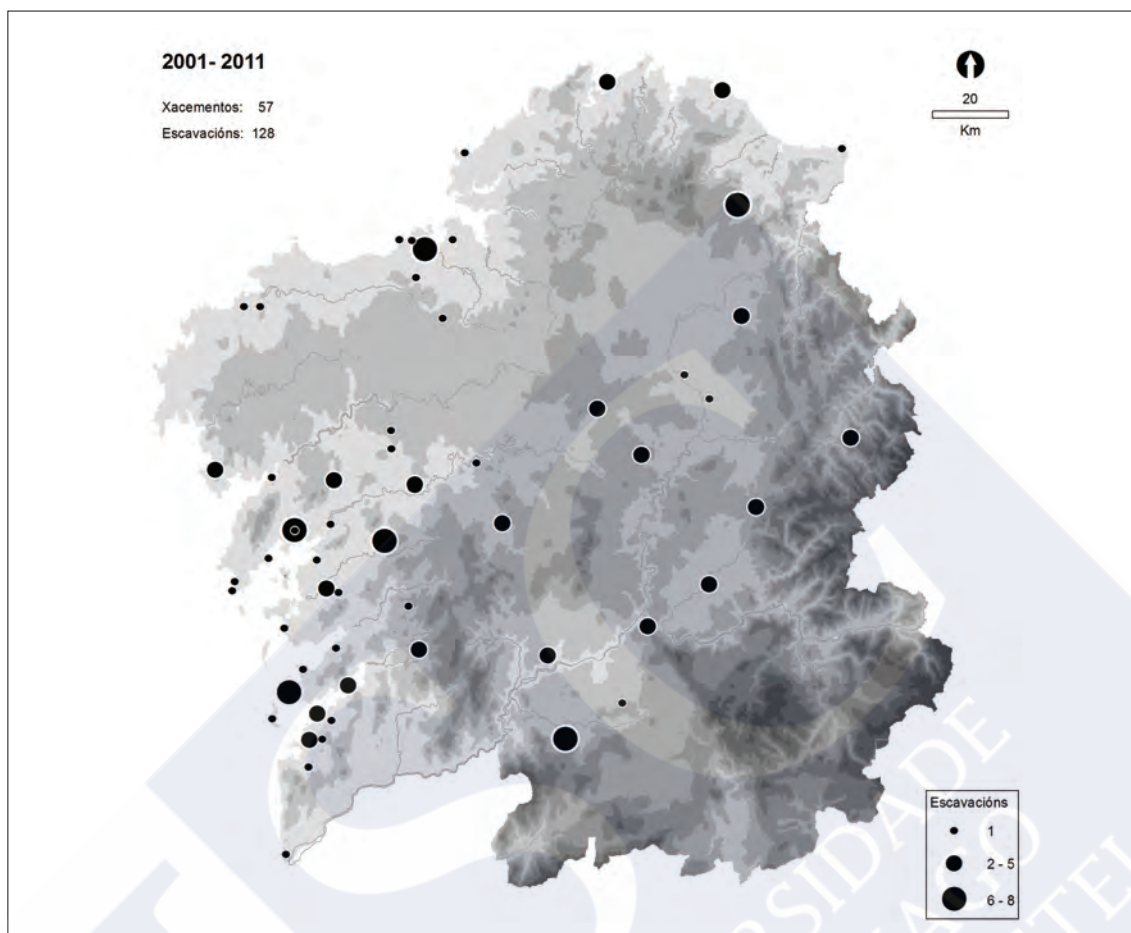 2001- 2011
Xacementos: 57
Escavacións: 128
20
Km
Escavacións
1
2 - 5
6 - 8